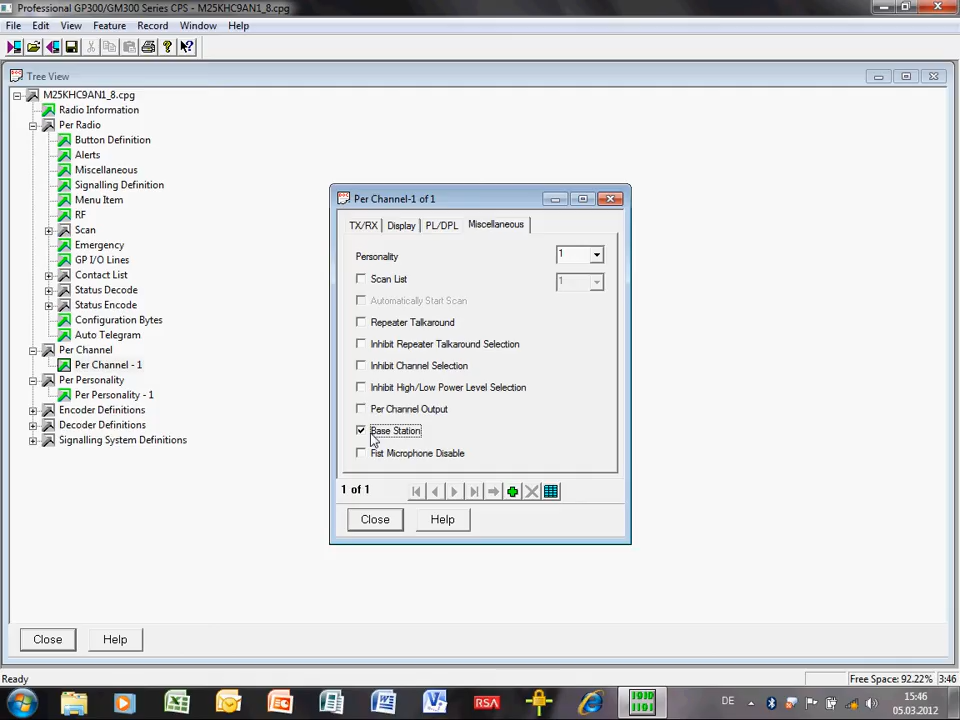 Professional GP300/GM300 Series CPS - M25KHC9AN1_8.cpg
File Edit View Feature Record Window Help
Tree View
M25KHC9AN1_8.cpg
Radio Information
Per Radio
Button Definition
Alerts
Miscellaneous
Signalling Definition
Menu Item
RF
Scan
Emergency
GP I/O Lines
Contact List
Status Decode
Status Encode
Configuration Bytes
Auto Telegram
Per Channel
Per Channel - 1
Per Personality
Per Personality - 1
Encoder Definitions
Decoder Definitions
Signalling System Definitions
Per Channel-1 of 1
TX/RX Display PL/DPL Miscellaneous
Personality 1
Scan List 1
Automatically Start Scan
Repeater Talkaround
Inhibit Repeater Talkaround Selection
Inhibit Channel Selection
Inhibit High/Low Power Level Selection
Per Channel Output
Base Station
Fist Microphone Disable
1 of 1
Close Help
Close Help
Ready Free Space: 92.22% 3:46
RSA DE 15:46
05.03.2012